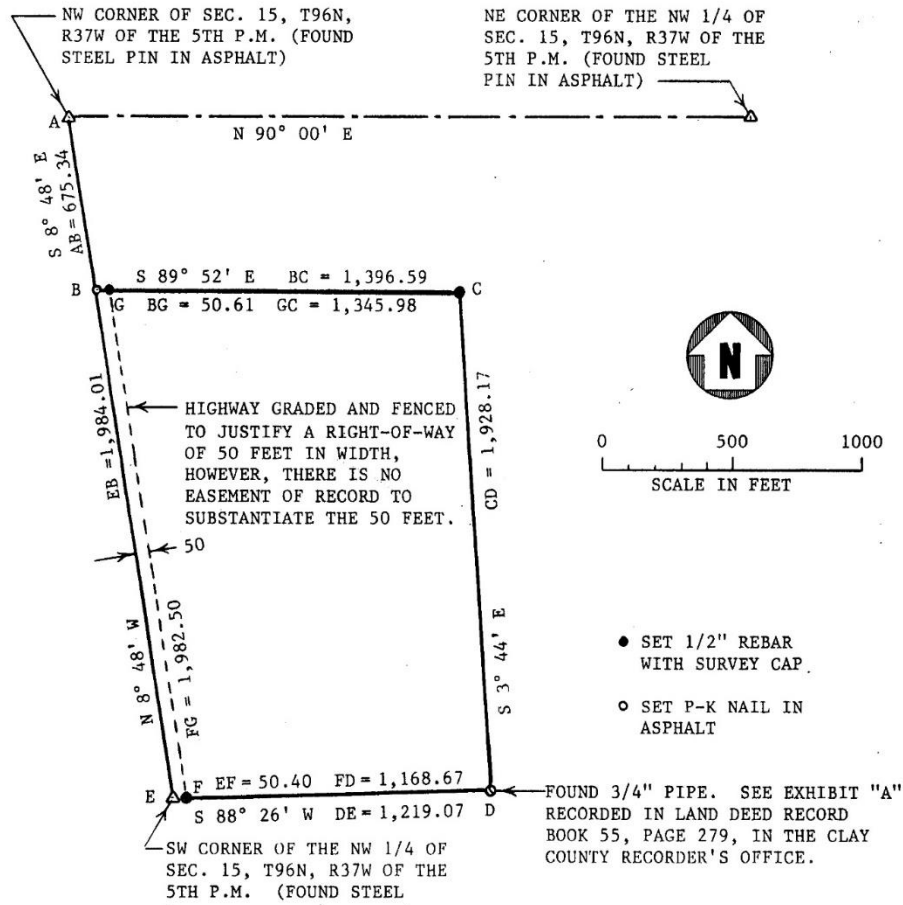 NW CORNER OF SEC. 15, T96N,
R37W OF THE 5TH P.M. (FOUND
STEEL PIN IN ASPHALT)
NE CORNER OF THE NW 1/4 OF
SEC. 15, T96N, R37W OF THE
5TH P.M. (FOUND STEEL
PIN IN ASPHALT)
A
N 90° 00' E
S 8° 48' E
AB = 675.34
B
S 89° 52' E BC = 1,396.59
C
G BG = 50.61 GC = 1,345.98
N
HIGHWAY GRADED AND FENCED
TO JUSTIFY A RIGHT-OF-WAY
OF 50 FEET IN WIDTH,
HOWEVER, THERE IS NO
EASEMENT OF RECORD TO
SUBSTANTIATE THE 50 FEET.
EB = 1,984.01
CD = 1,928.17
0 500 1000
SCALE IN FEET
50
N 8° 48' W
FG = 1,982.50
S 3° 44' E
SET 1/2" REBAR
WITH SURVEY CAP
SET P-K NAIL IN
ASPHALT
E
F EF = 50.40 FD = 1,168.67
S 88° 26' W DE = 1,219.07
D
FOUND 3/4" PIPE. SEE EXHIBIT "A"
RECORDED IN LAND DEED RECORD
BOOK 55, PAGE 279, IN THE CLAY
COUNTY RECORDER'S OFFICE.
SW CORNER OF THE NW 1/4 OF
SEC. 15, T96N, R37W OF THE
5TH P.M. (FOUND STEEL